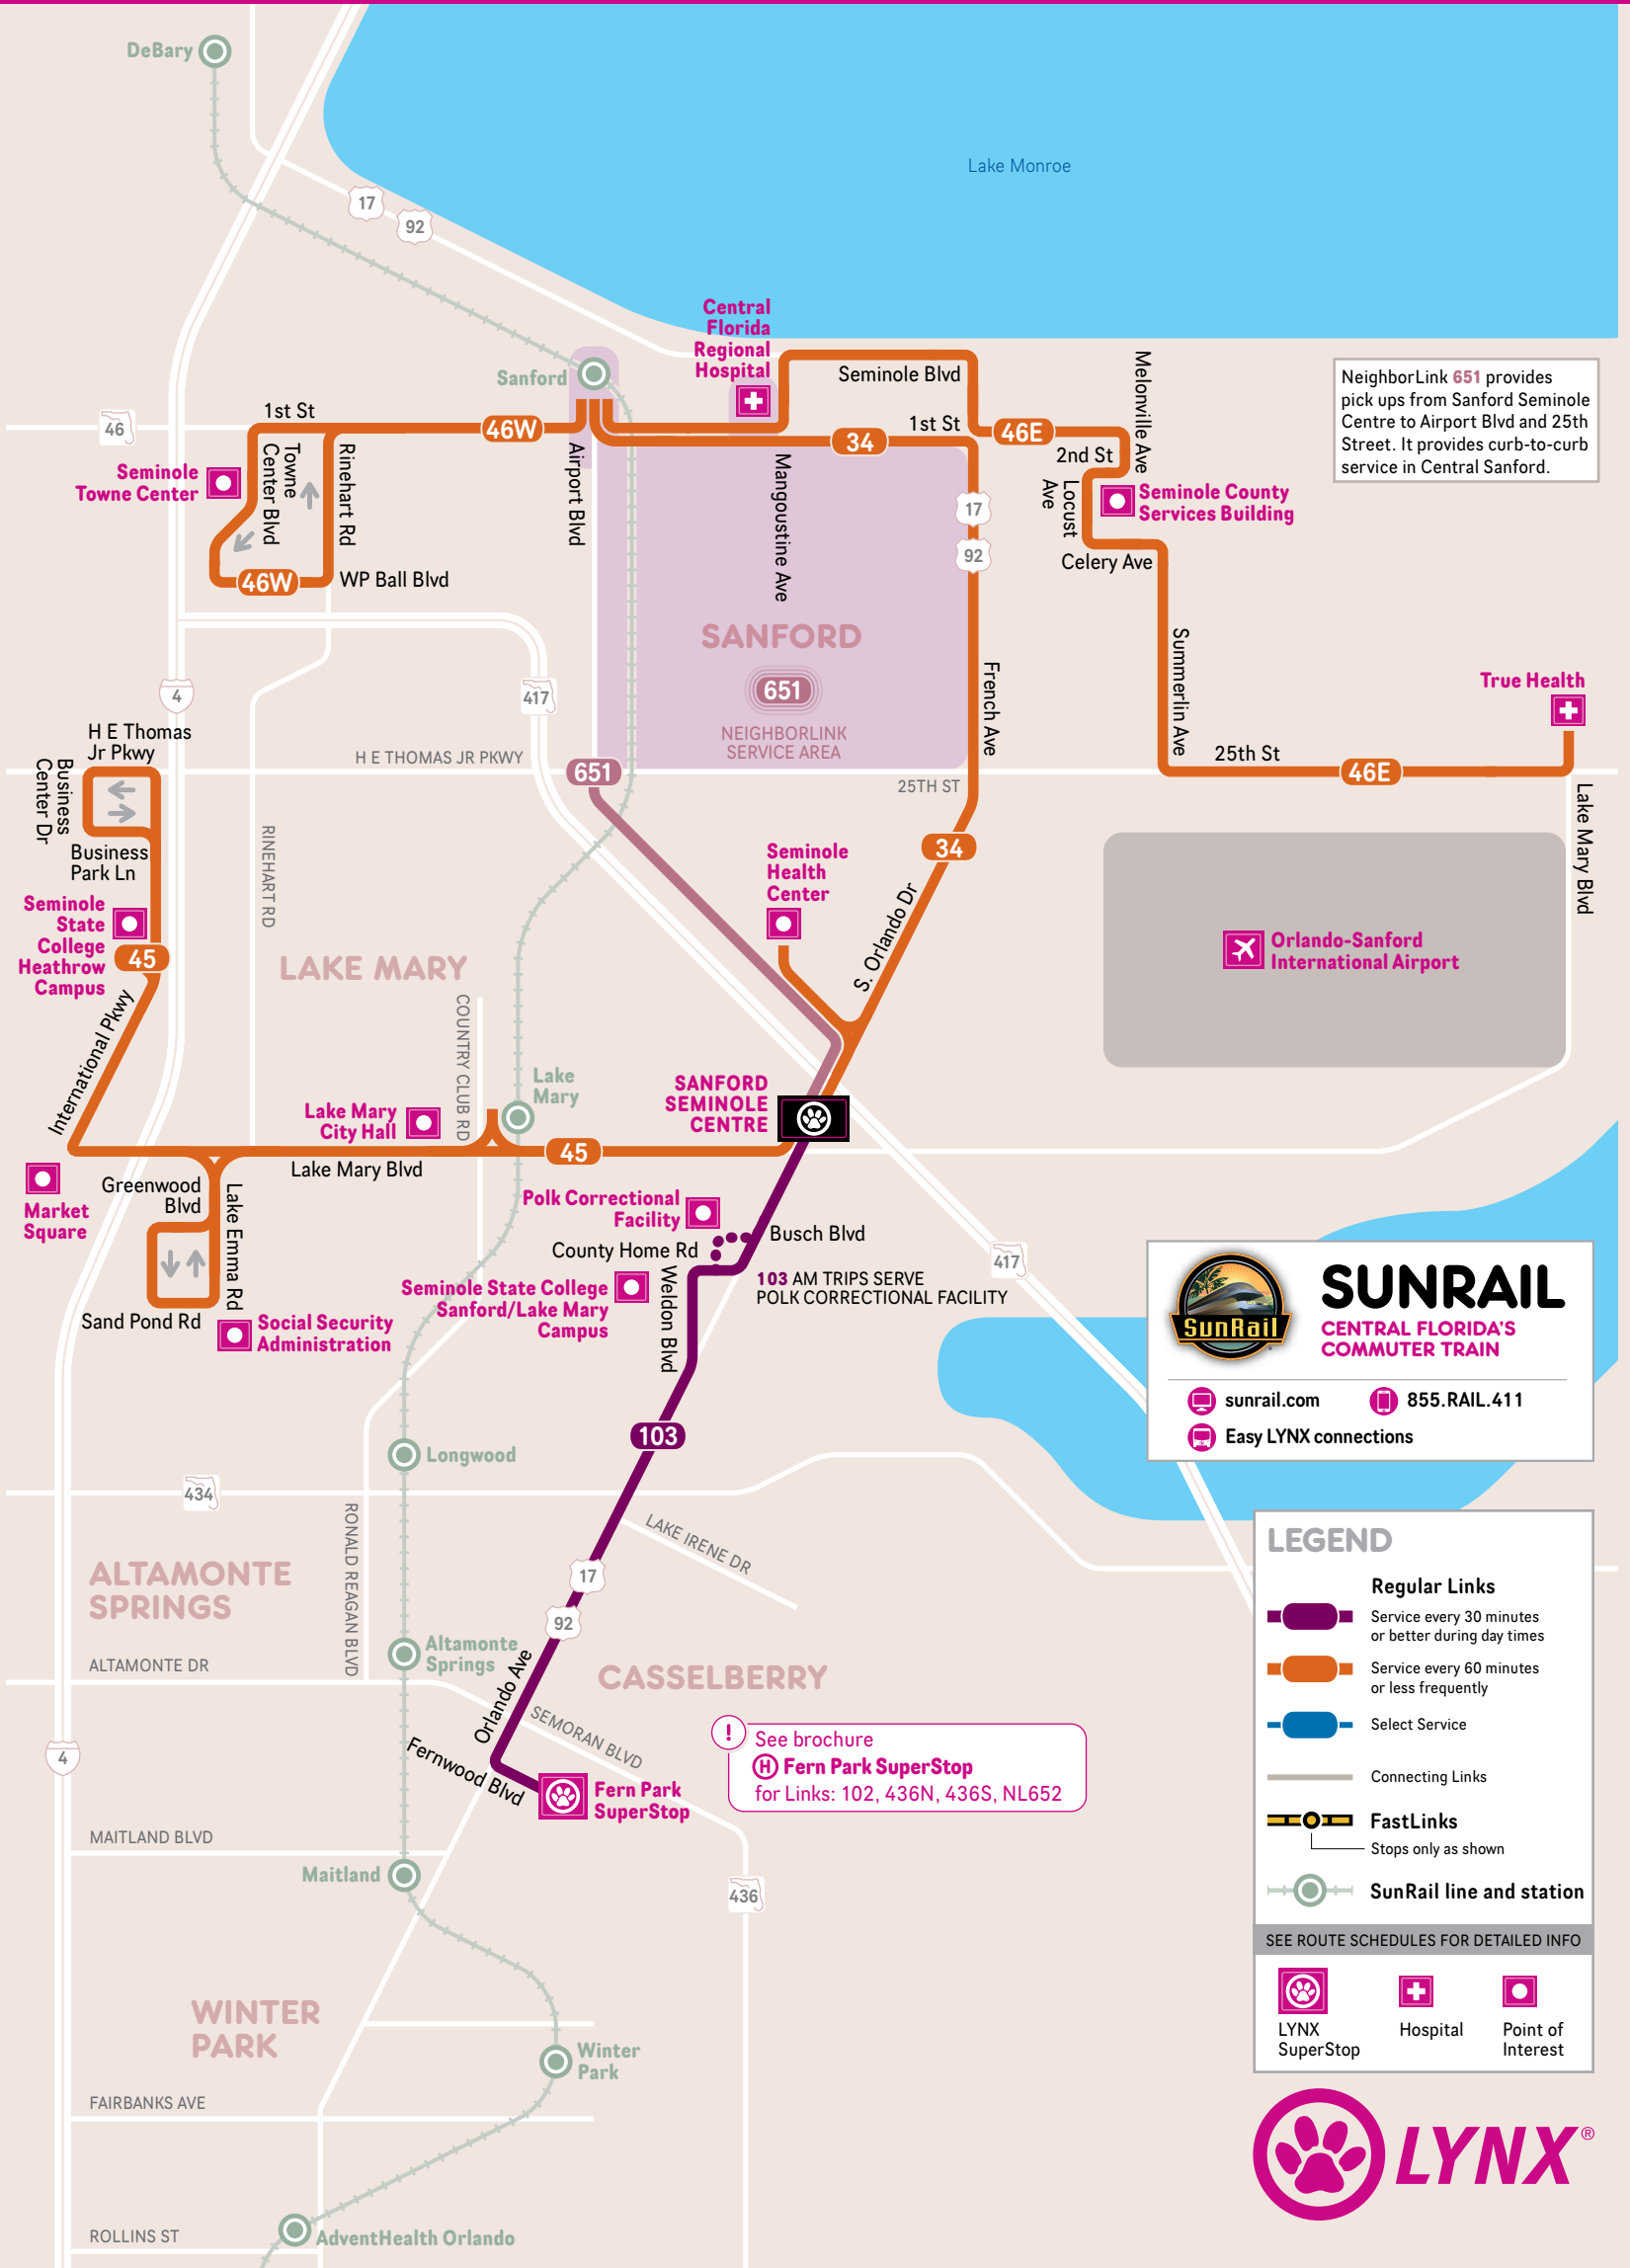 DeBary
Lake Monroe
17
92
Central
Florida
Regional
Hospital
Sanford
Seminole Blvd
Melonville Ave
NeighborLink 651 provides
pick ups from Sanford Seminole
Centre to Airport Blvd and 25th
Street. It provides curb-to-curb
service in Central Sanford.
46
1st St
46W
34
1st St
46E
2nd St
Seminole
Towne Center
Towne
Center Blvd
Rinehart Rd
Airport Blvd
Mangoustine Ave
17
92
Locust
Ave
Seminole County
Services Building
Celery Ave
46W
WP Ball Blvd
SANFORD
651
NEIGHBORLINK
SERVICE AREA
French Ave
Summerlin Ave
True Health
4
417
H E Thomas
Jr Pkwy
H E THOMAS JR PKWY
651
25TH ST
25th St
46E
Business
Center Dr
Business
Park Ln
RINEHART RD
34
Lake Mary Blvd
Seminole
Health
Center
Seminole
State
College
Heathrow
Campus
45
LAKE MARY
S. Orlando Dr
Orlando-Sanford
International Airport
International Pkwy
COUNTRY CLUB RD
Lake
Mary
SANFORD
SEMINOLE
CENTRE
Lake Mary
City Hall
45
Lake Mary Blvd
Market
Square
Greenwood
Blvd
Lake Emma Rd
Polk Correctional
Facility
Busch Blvd
County Home Rd
417
103 AM TRIPS SERVE
POLK CORRECTIONAL FACILITY
Seminole State College
Sanford/Lake Mary
Campus
Weldon Blvd
Sand Pond Rd
Social Security
Administration
SunRail
SUNRAIL
CENTRAL FLORIDA'S
COMMUTER TRAIN
sunrail.com
855.RAIL.411
Easy LYNX connections
103
Longwood
434
RONALD REAGAN BLVD
LAKE IRENE DR
ALTAMONTE
SPRINGS
17
92
Altamonte
Springs
ALTAMONTE DR
Orlando Ave
CASSELBERRY
SEMORAN BLVD
4
Fernwood Blvd
Fern Park
SuperStop
!
See brochure
H Fern Park SuperStop
for Links: 102, 436N, 436S, NL652
MAITLAND BLVD
Maitland
436
WINTER
PARK
Winter
Park
FAIRBANKS AVE
ROLLINS ST
AdventHealth Orlando
LEGEND
Regular Links
Service every 30 minutes
or better during day times
Service every 60 minutes
or less frequently
Select Service
Connecting Links
FastLinks
Stops only as shown
SunRail line and station
SEE ROUTE SCHEDULES FOR DETAILED INFO
LYNX
SuperStop
Hospital
Point of
Interest
LYNX®